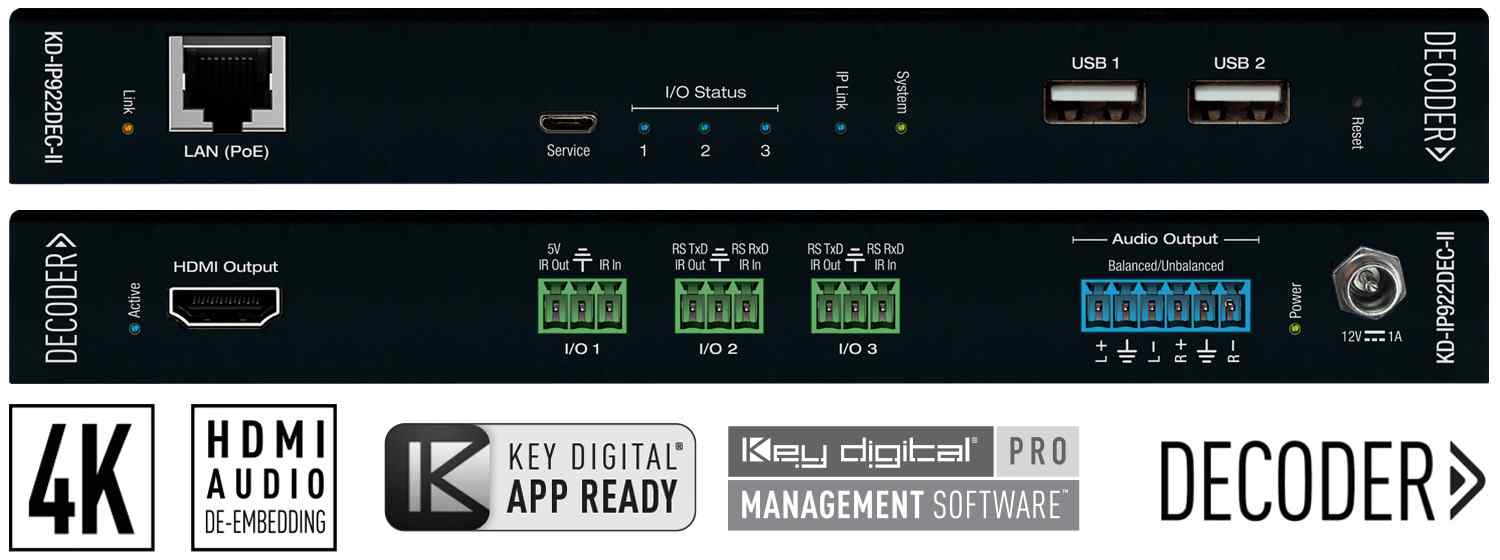 KD-IP922DEC-II
Link
LAN (PoE)
Service
I/O Status
1 2 3
IP Link
System
USB 1
USB 2
Reset
DECODER
DECODER
Active
HDMI Output
5V
IR Out IR In
I/O 1
RS TxD RS RxD
IR Out IR In
I/O 2
RS TxD RS RxD
IR Out IR In
I/O 3
Audio Output
Balanced/Unbalanced
L+ L- R+ R-
Power
12V 1A
KD-IP922DEC-II
4K
HDMI
AUDIO
DE-EMBEDDING
KEY DIGITAL®
APP READY
Key digital® PRO
MANAGEMENT SOFTWARE™
DECODER